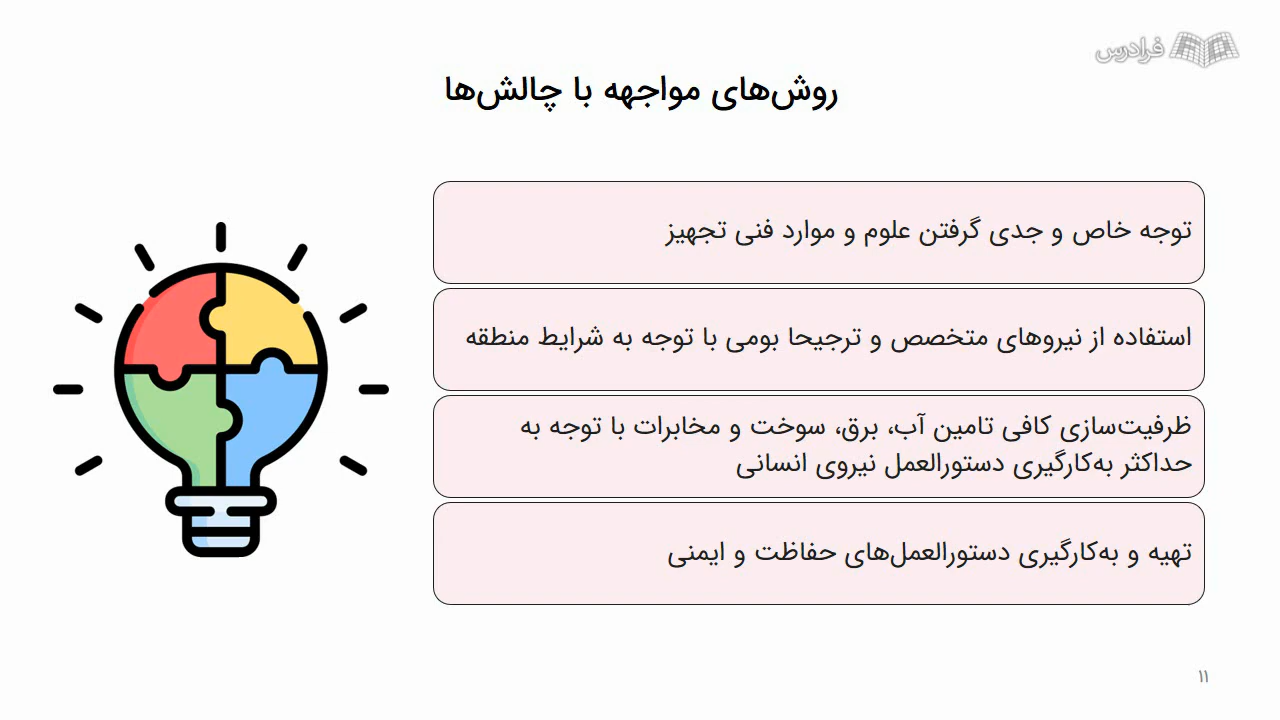 فرادرس
روش‌های مواجهه با چالش‌ها
توجه خاص و جدی گرفتن علوم و موارد فنی تجهیز
استفاده از نیروهای متخصص و ترجیحا بومی با توجه به شرایط منطقه
ظرفیت‌سازی کافی تامین آب، برق، سوخت و مخابرات با توجه به
حداکثر به‌کارگیری دستورالعمل نیروی انسانی
تهیه و به‌کارگیری دستورالعمل‌های حفاظت و ایمنی
۱۱